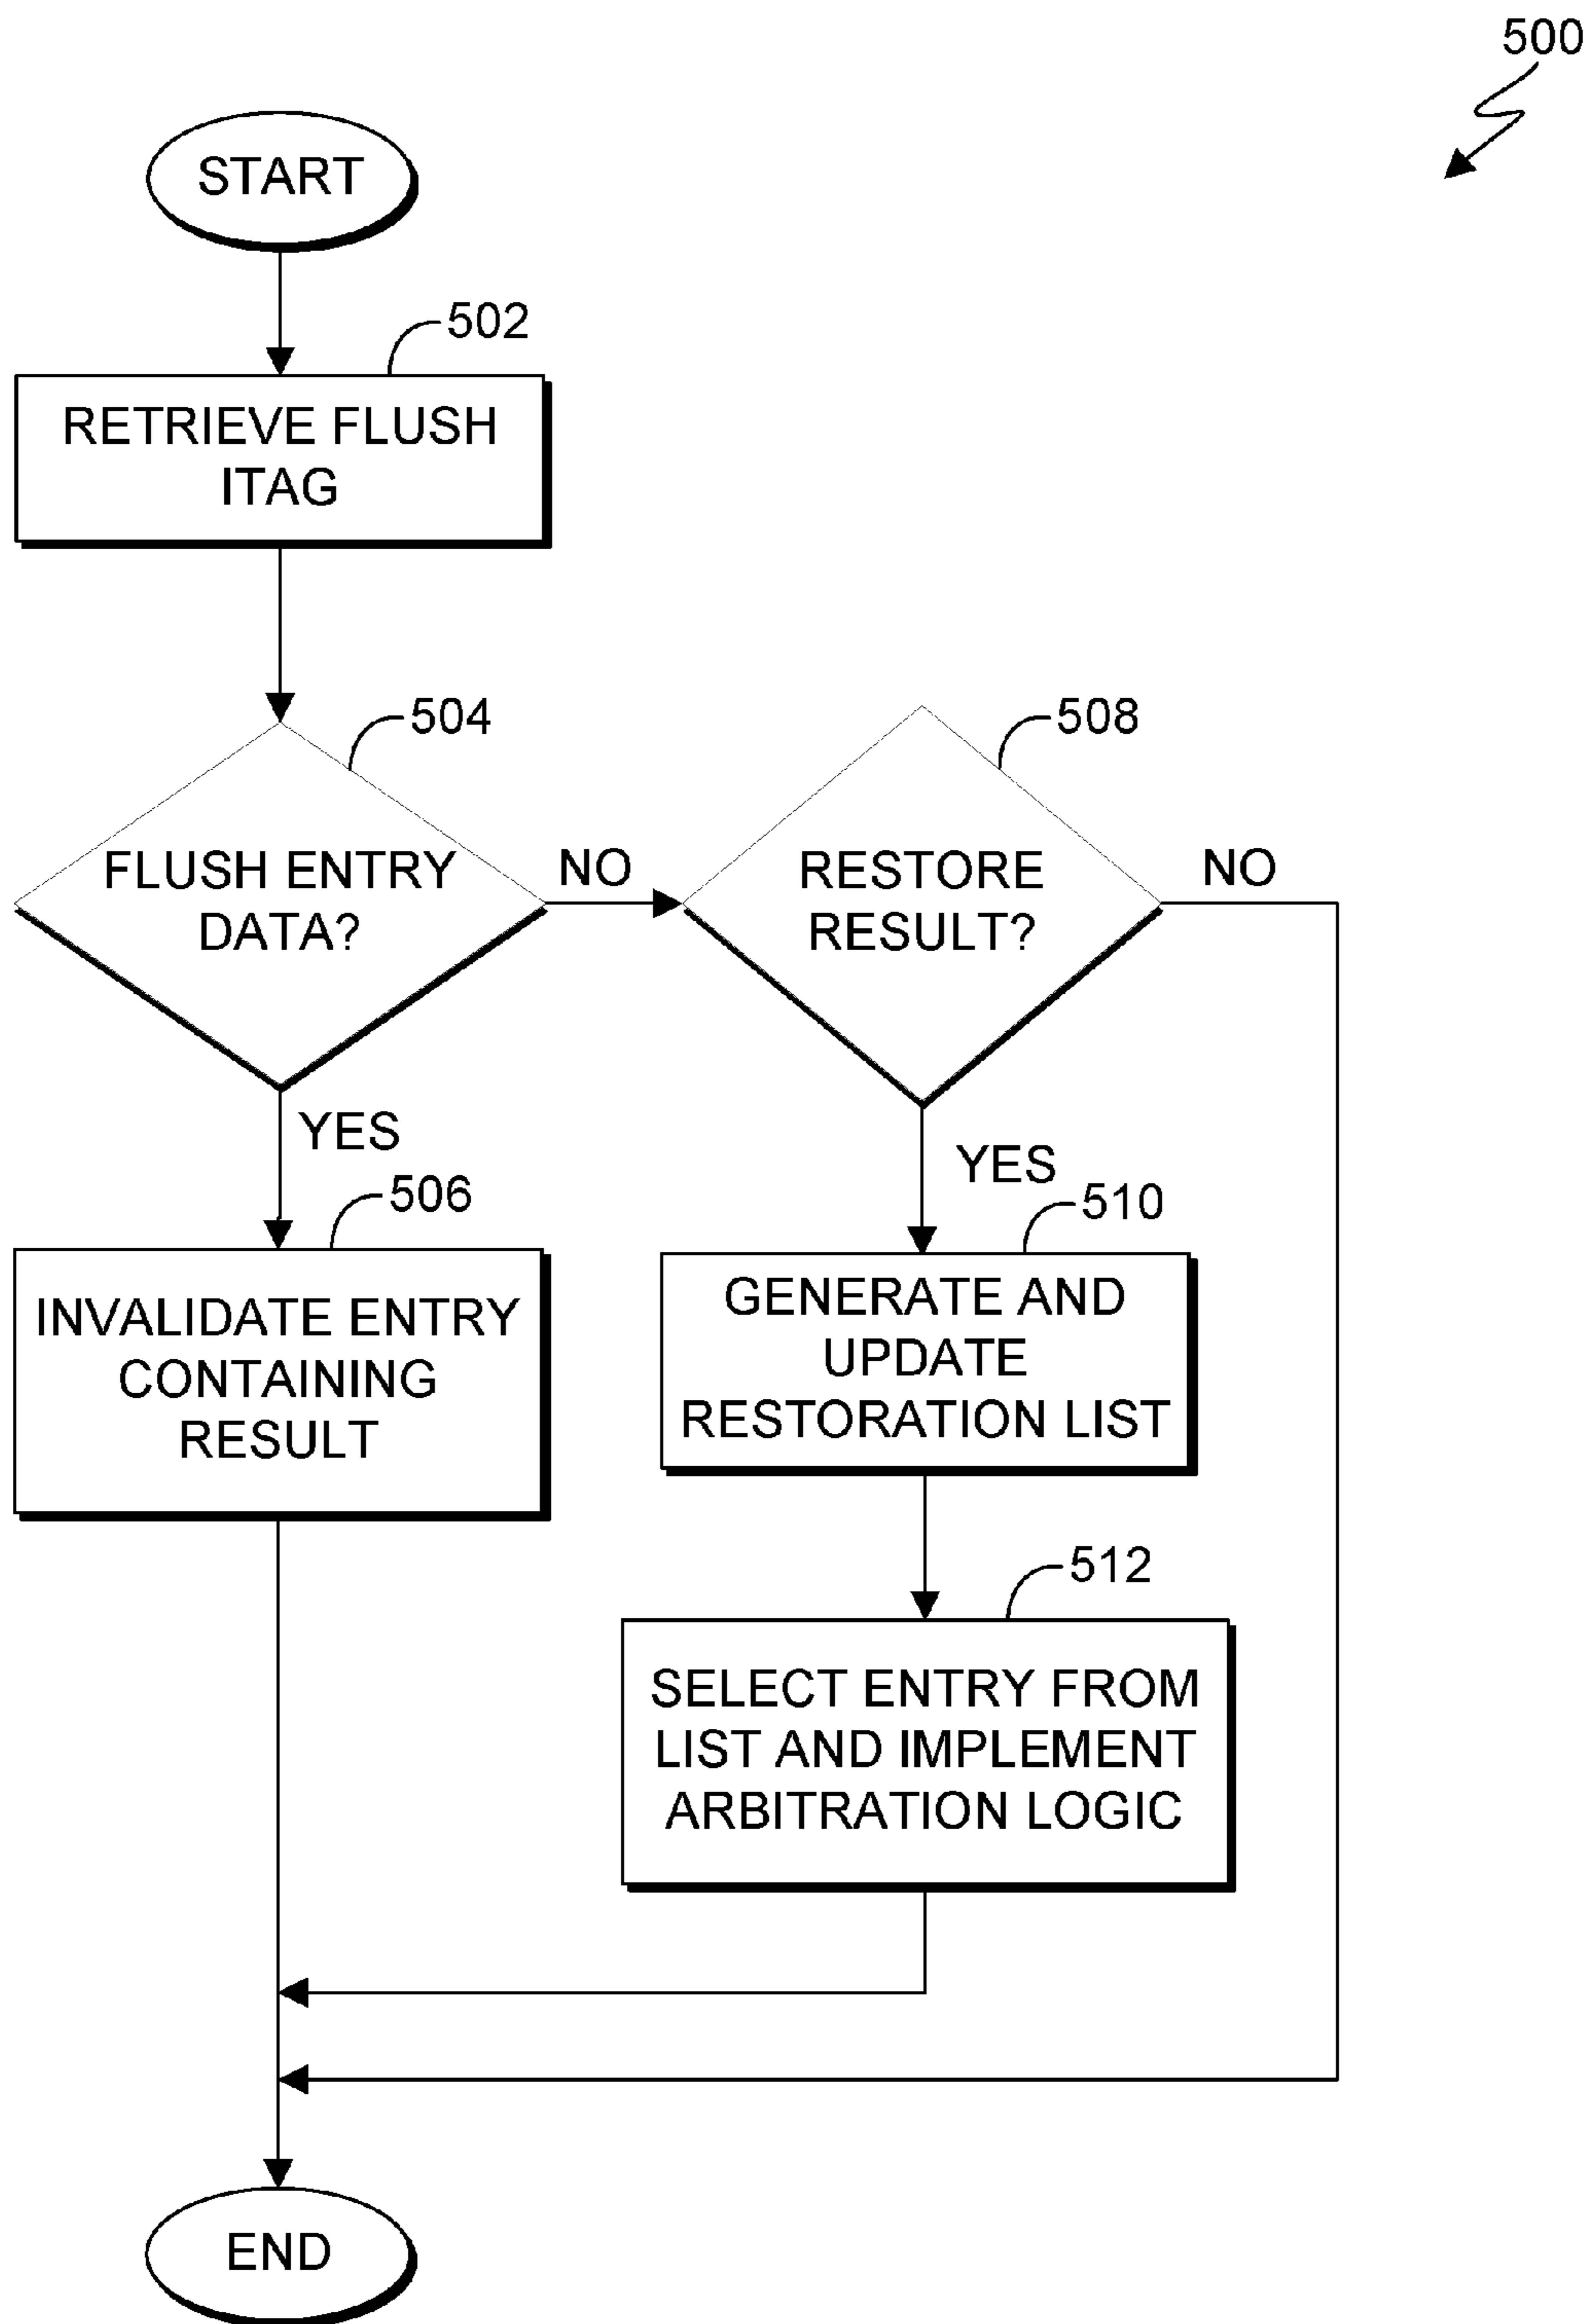 500
START
502
RETRIEVE FLUSH
ITAG
504
508
FLUSH ENTRY
DATA?
NO
RESTORE
RESULT?
NO
YES
YES
506
510
INVALIDATE ENTRY
CONTAINING
RESULT
GENERATE AND
UPDATE
RESTORATION LIST
512
SELECT ENTRY FROM
LIST AND IMPLEMENT
ARBITRATION LOGIC
END